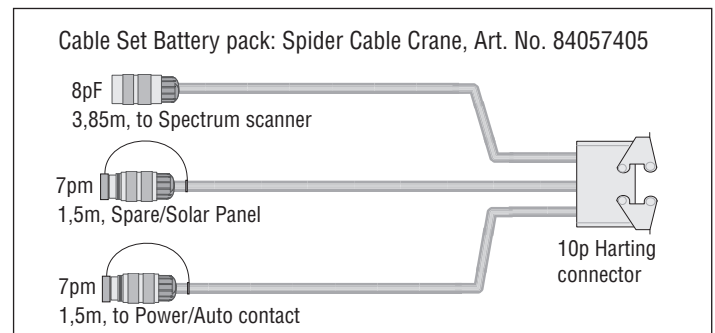 Cable Set Battery pack: Spider Cable Crane, Art. No. 84057405
8pF
3,85m, to Spectrum scanner
7pm
1,5m, Spare/Solar Panel
10p Harting
connector
7pm
1,5m, to Power/Auto contact